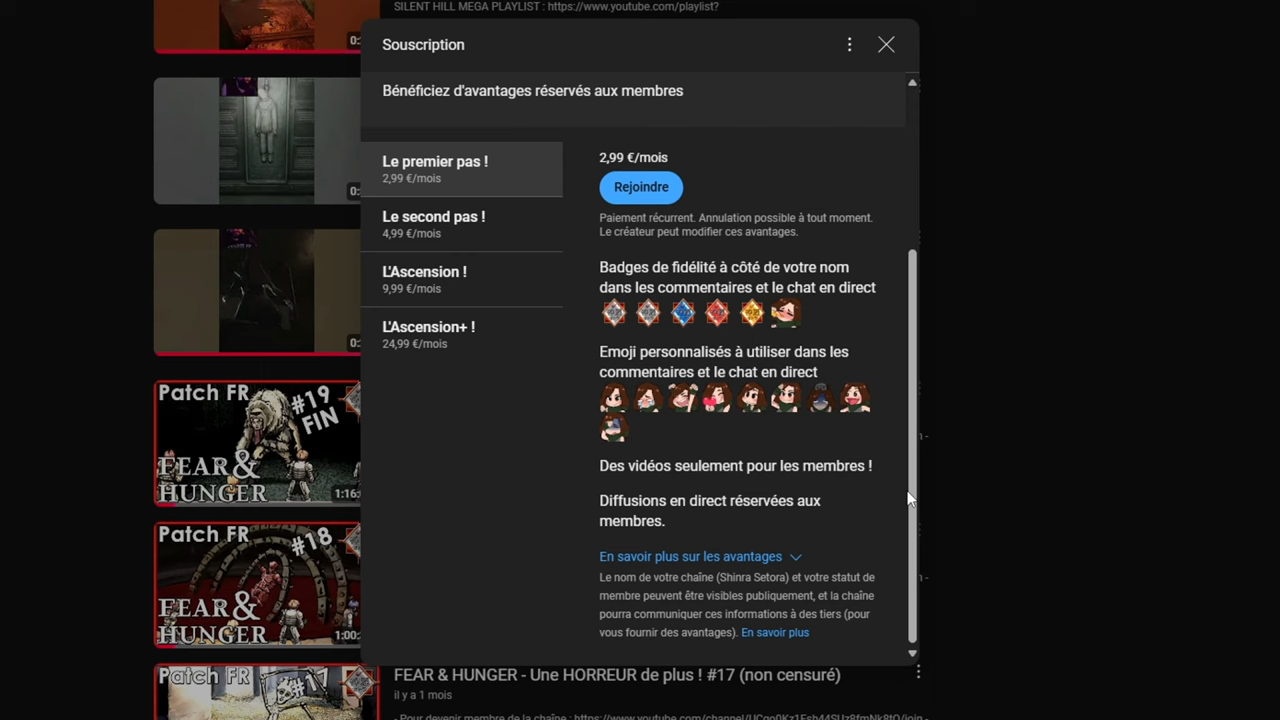 SILENT HILL MEGA PLAYLIST : https://www.youtube.com/playlist?
Souscription
Bénéficiez d'avantages réservés aux membres
Le premier pas !
2,99 €/mois
Le second pas !
4,99 €/mois
L'Ascension !
9,99 €/mois
L'Ascension+ !
24,99 €/mois
2,99 €/mois
Rejoindre
Paiement récurrent. Annulation possible à tout moment.
Le créateur peut modifier ces avantages.
Badges de fidélité à côté de votre nom
dans les commentaires et le chat en direct
Emoji personnalisés à utiliser dans les
commentaires et le chat en direct
Des vidéos seulement pour les membres !
Diffusions en direct réservées aux
membres.
En savoir plus sur les avantages
Le nom de votre chaîne (Shinra Setora) et votre statut de
membre peuvent être visibles publiquement, et la chaîne
pourra communiquer ces informations à des tiers (pour
vous fournir des avantages). En savoir plus
Patch FR
#19
FIN
FEAR &
HUNGER
1:16:
Patch FR
#18
FEAR &
HUNGER
1:00:
Patch FR
#17
FEAR & HUNGER - Une HORREUR de plus ! #17 (non censuré)
il y a 1 mois